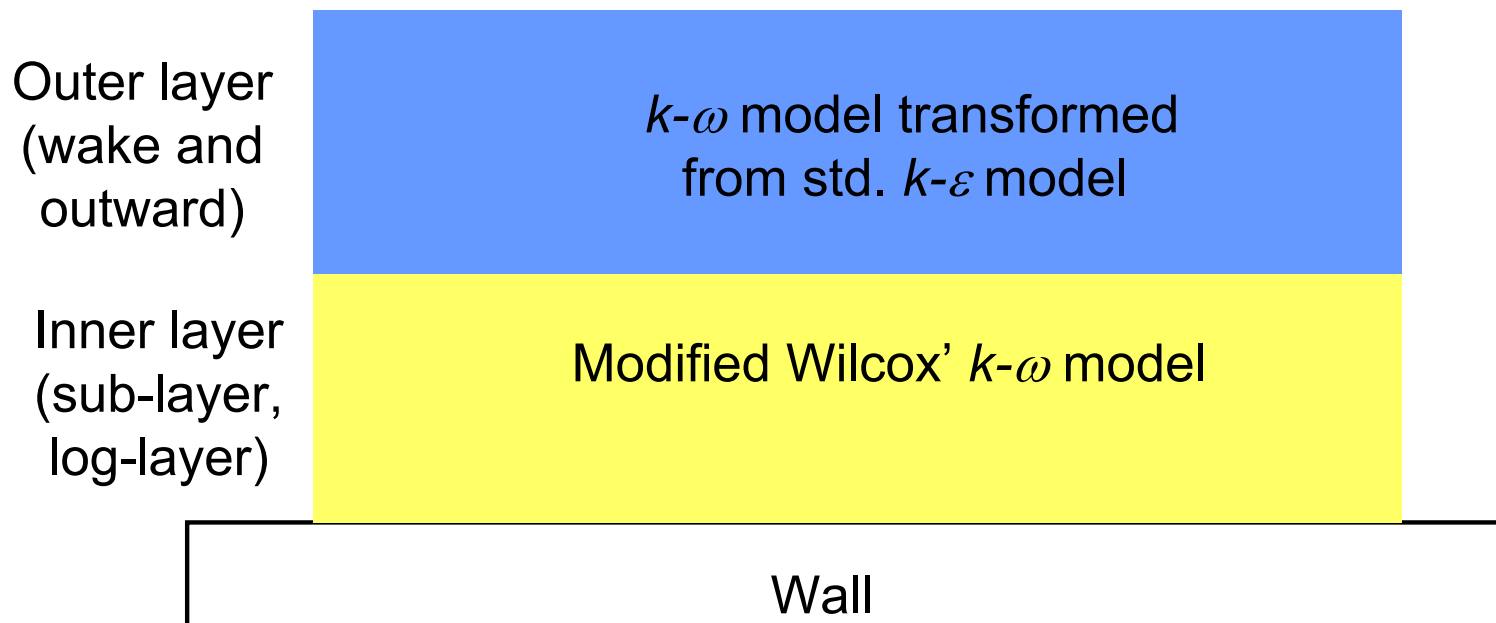 Outer layer
(wake and
outward)
k-ω model transformed
from std. k-ε model
Inner layer
(sub-layer,
log-layer)
Modified Wilcox’ k-ω model
Wall